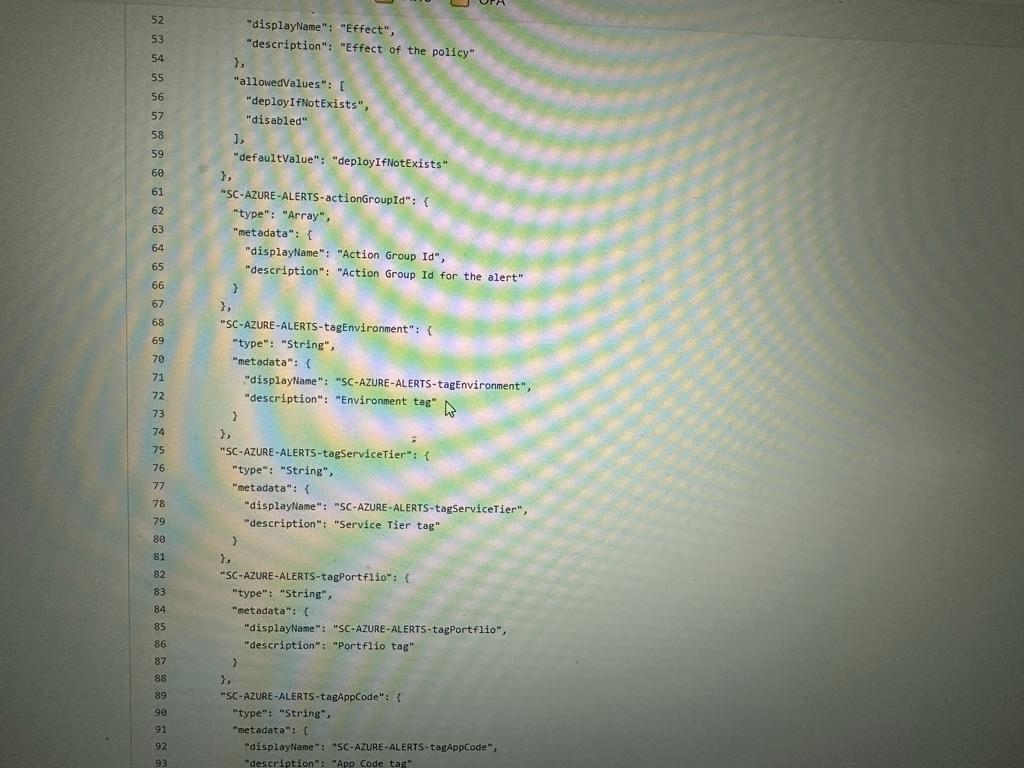 OPA
52 "displayName": "Effect",
53 "description": "Effect of the policy"
54 },
55 "allowedValues": [
56 "deployIfNotExists",
57 "disabled"
58 ],
59 "defaultValue": "deployIfNotExists"
60 },
61 "SC-AZURE-ALERTS-actionGroupId": {
62 "type": "Array",
63 "metadata": {
64 "displayName": "Action Group Id",
65 "description": "Action Group Id for the alert"
66 }
67 },
68 "SC-AZURE-ALERTS-tagEnvironment": {
69 "type": "String",
70 "metadata": {
71 "displayName": "SC-AZURE-ALERTS-tagEnvironment",
72 "description": "Environment tag"
73 }
74 },
75 "SC-AZURE-ALERTS-tagServiceTier": {
76 "type": "String",
77 "metadata": {
78 "displayName": "SC-AZURE-ALERTS-tagServiceTier",
79 "description": "Service Tier tag"
80 }
81 },
82 "SC-AZURE-ALERTS-tagPortflio": {
83 "type": "String",
84 "metadata": {
85 "displayName": "SC-AZURE-ALERTS-tagPortflio",
86 "description": "Portflio tag"
87 }
88 },
89 "SC-AZURE-ALERTS-tagAppCode": {
90 "type": "String",
91 "metadata": {
92 "displayName": "SC-AZURE-ALERTS-tagAppCode",
93 "description": "App Code tag"